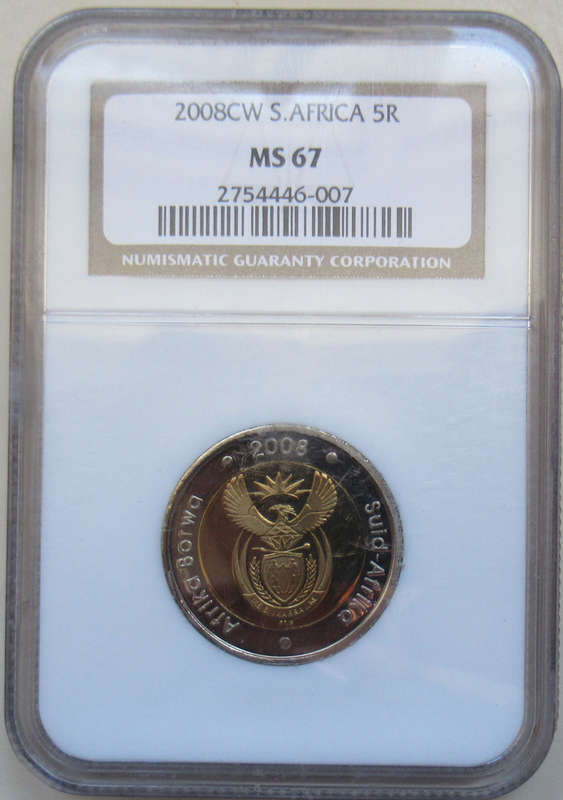 2008CW S.AFRICA 5R
MS 67
2754446-007
NUMISMATIC GUARANTY CORPORATION
2008
Afrika-Borwa
Suid-Afrika